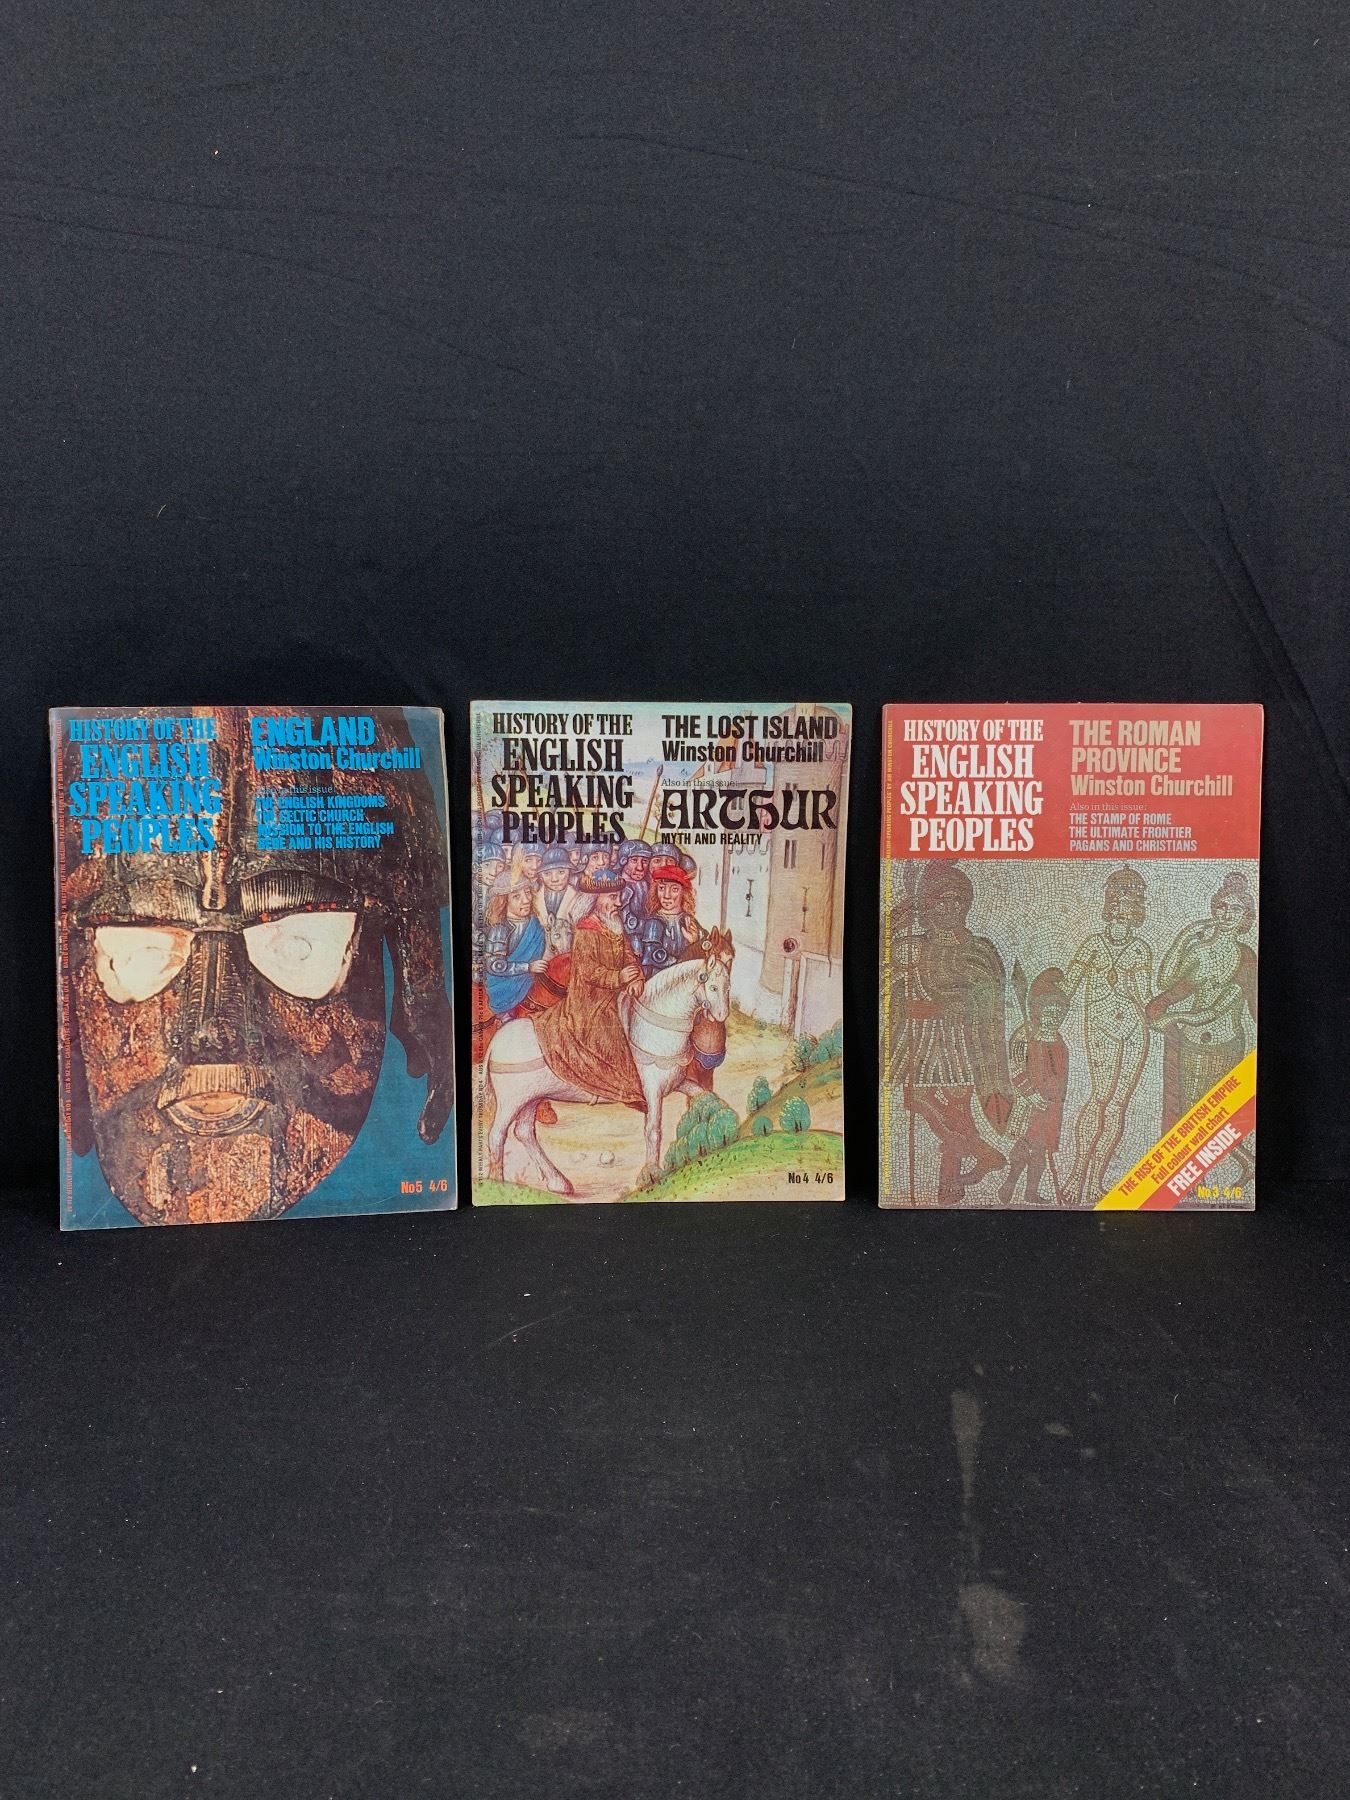 HISTORY OF THE
ENGLISH
SPEAKING
PEOPLES
ENGLAND
Winston Churchill
Also in this issue:
THE ENGLISH KINGDOMS
THE CELTIC CHURCH
MISSION TO THE ENGLISH
BEDE AND HIS HISTORY
No5 4/6
HISTORY OF THE
ENGLISH
SPEAKING
PEOPLES
THE LOST ISLAND
Winston Churchill
Also in this issue:
ARTHUR
MYTH AND REALITY
No4 4/6
HISTORY OF THE
ENGLISH
SPEAKING
PEOPLES
THE ROMAN
PROVINCE
Winston Churchill
Also in this issue:
THE STAMP OF ROME
THE ULTIMATE FRONTIER
PAGANS AND CHRISTIANS
THE RISE OF THE BRITISH EMPIRE
Full colour wall chart
FREE INSIDE
No3 4/6